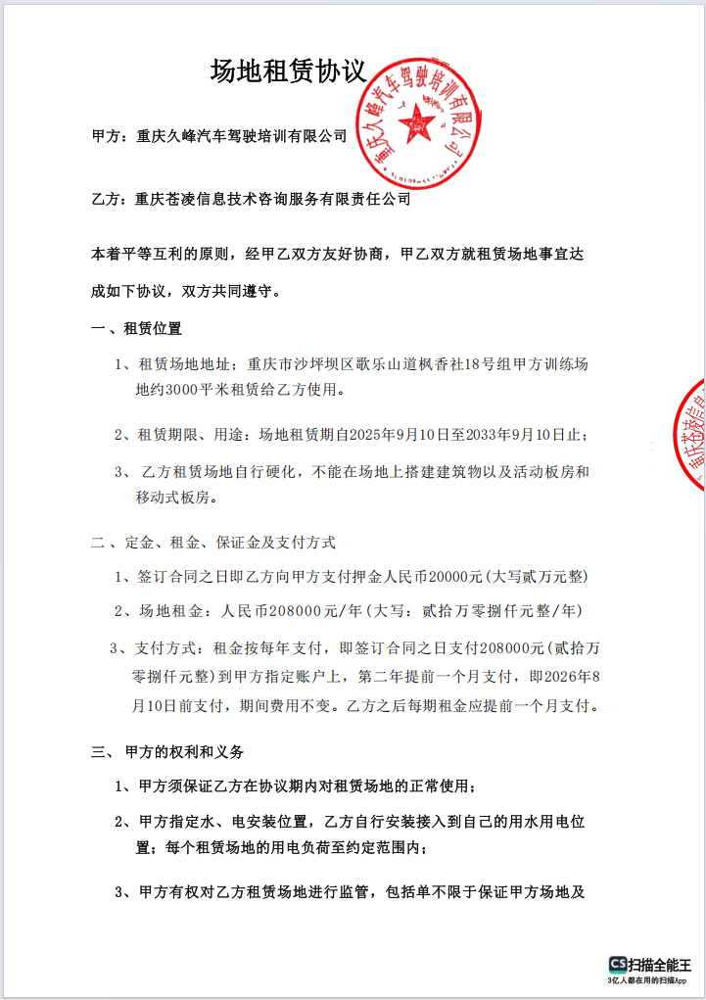 场地租赁协议
重庆久峰汽车驾驶培训有限公司
甲方：重庆久峰汽车驾驶培训有限公司
乙方：重庆苍凌信息技术咨询服务有限责任公司
本着平等互利的原则，经甲乙双方友好协商，甲乙双方就租赁场地事宜达
成如下协议，双方共同遵守。
一、租赁位置
1、租赁场地地址；重庆市沙坪坝区歌乐山道枫香社18号组甲方训练场
地约3000平米租赁给乙方使用。
重庆苍凌信息
2、租赁期限、用途：场地租赁期自2025年9月10日至2033年9月10日止；
3、 乙方租赁场地自行硬化，不能在场地上搭建建筑物以及活动板房和
移动式板房。
二、定金、租金、保证金及支付方式
1、签订合同之日即乙方向甲方支付押金人民币20000元(大写贰万元整)
2、场地租金：人民币208000元/年(大写：贰拾万零捌仟元整/年)
3、支付方式：租金按每年支付，即签订合同之日支付208000元(贰拾万
零捌仟元整)到甲方指定账户上，第二年提前一个月支付，即2026年8
月10日前支付，期间费用不变。乙方之后每期租金应提前一个月支付。
三、 甲方的权利和义务
1、甲方须保证乙方在协议期内对租赁场地的正常使用；
2、甲方指定水、电安装位置，乙方自行安装接入到自己的用水用电位
置；每个租赁场地的用电负荷至约定范围内；
3、甲方有权对乙方租赁场地进行监管，包括单不限于保证甲方场地及
CS 扫描全能王
3亿人都在用的扫描App